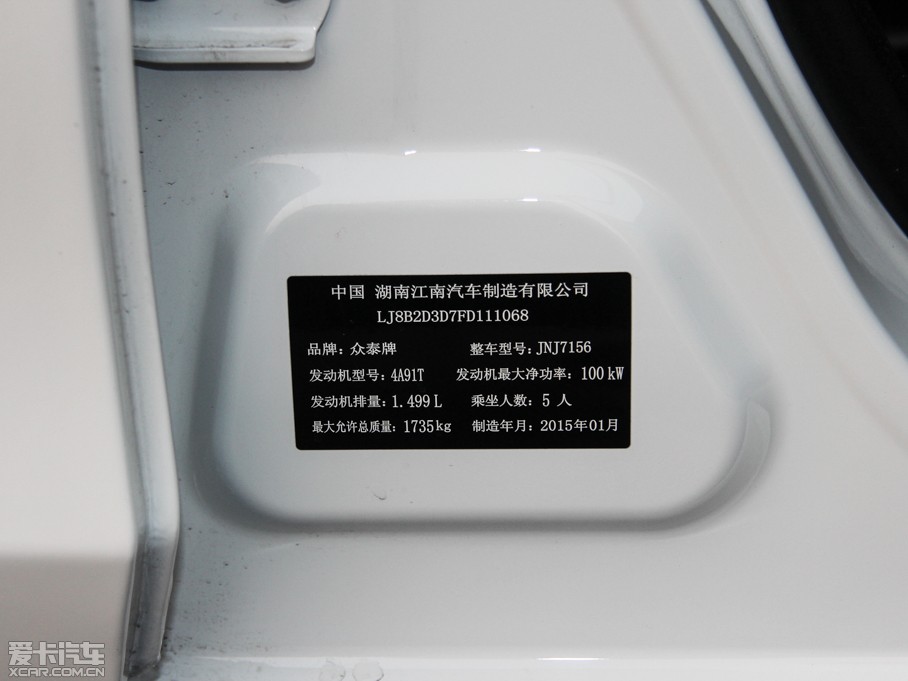 中国 湖南江南汽车制造有限公司
LJ8B2D3D7FD111068
品牌：众泰牌 整车型号：JNJ7156
发动机型号：4A91T 发动机最大净功率：100kW
发动机排量：1.499L 乘坐人数：5人
最大允许总质量：1735kg 制造年月：2015年01月
爱卡汽车
XCAR.COM.CN